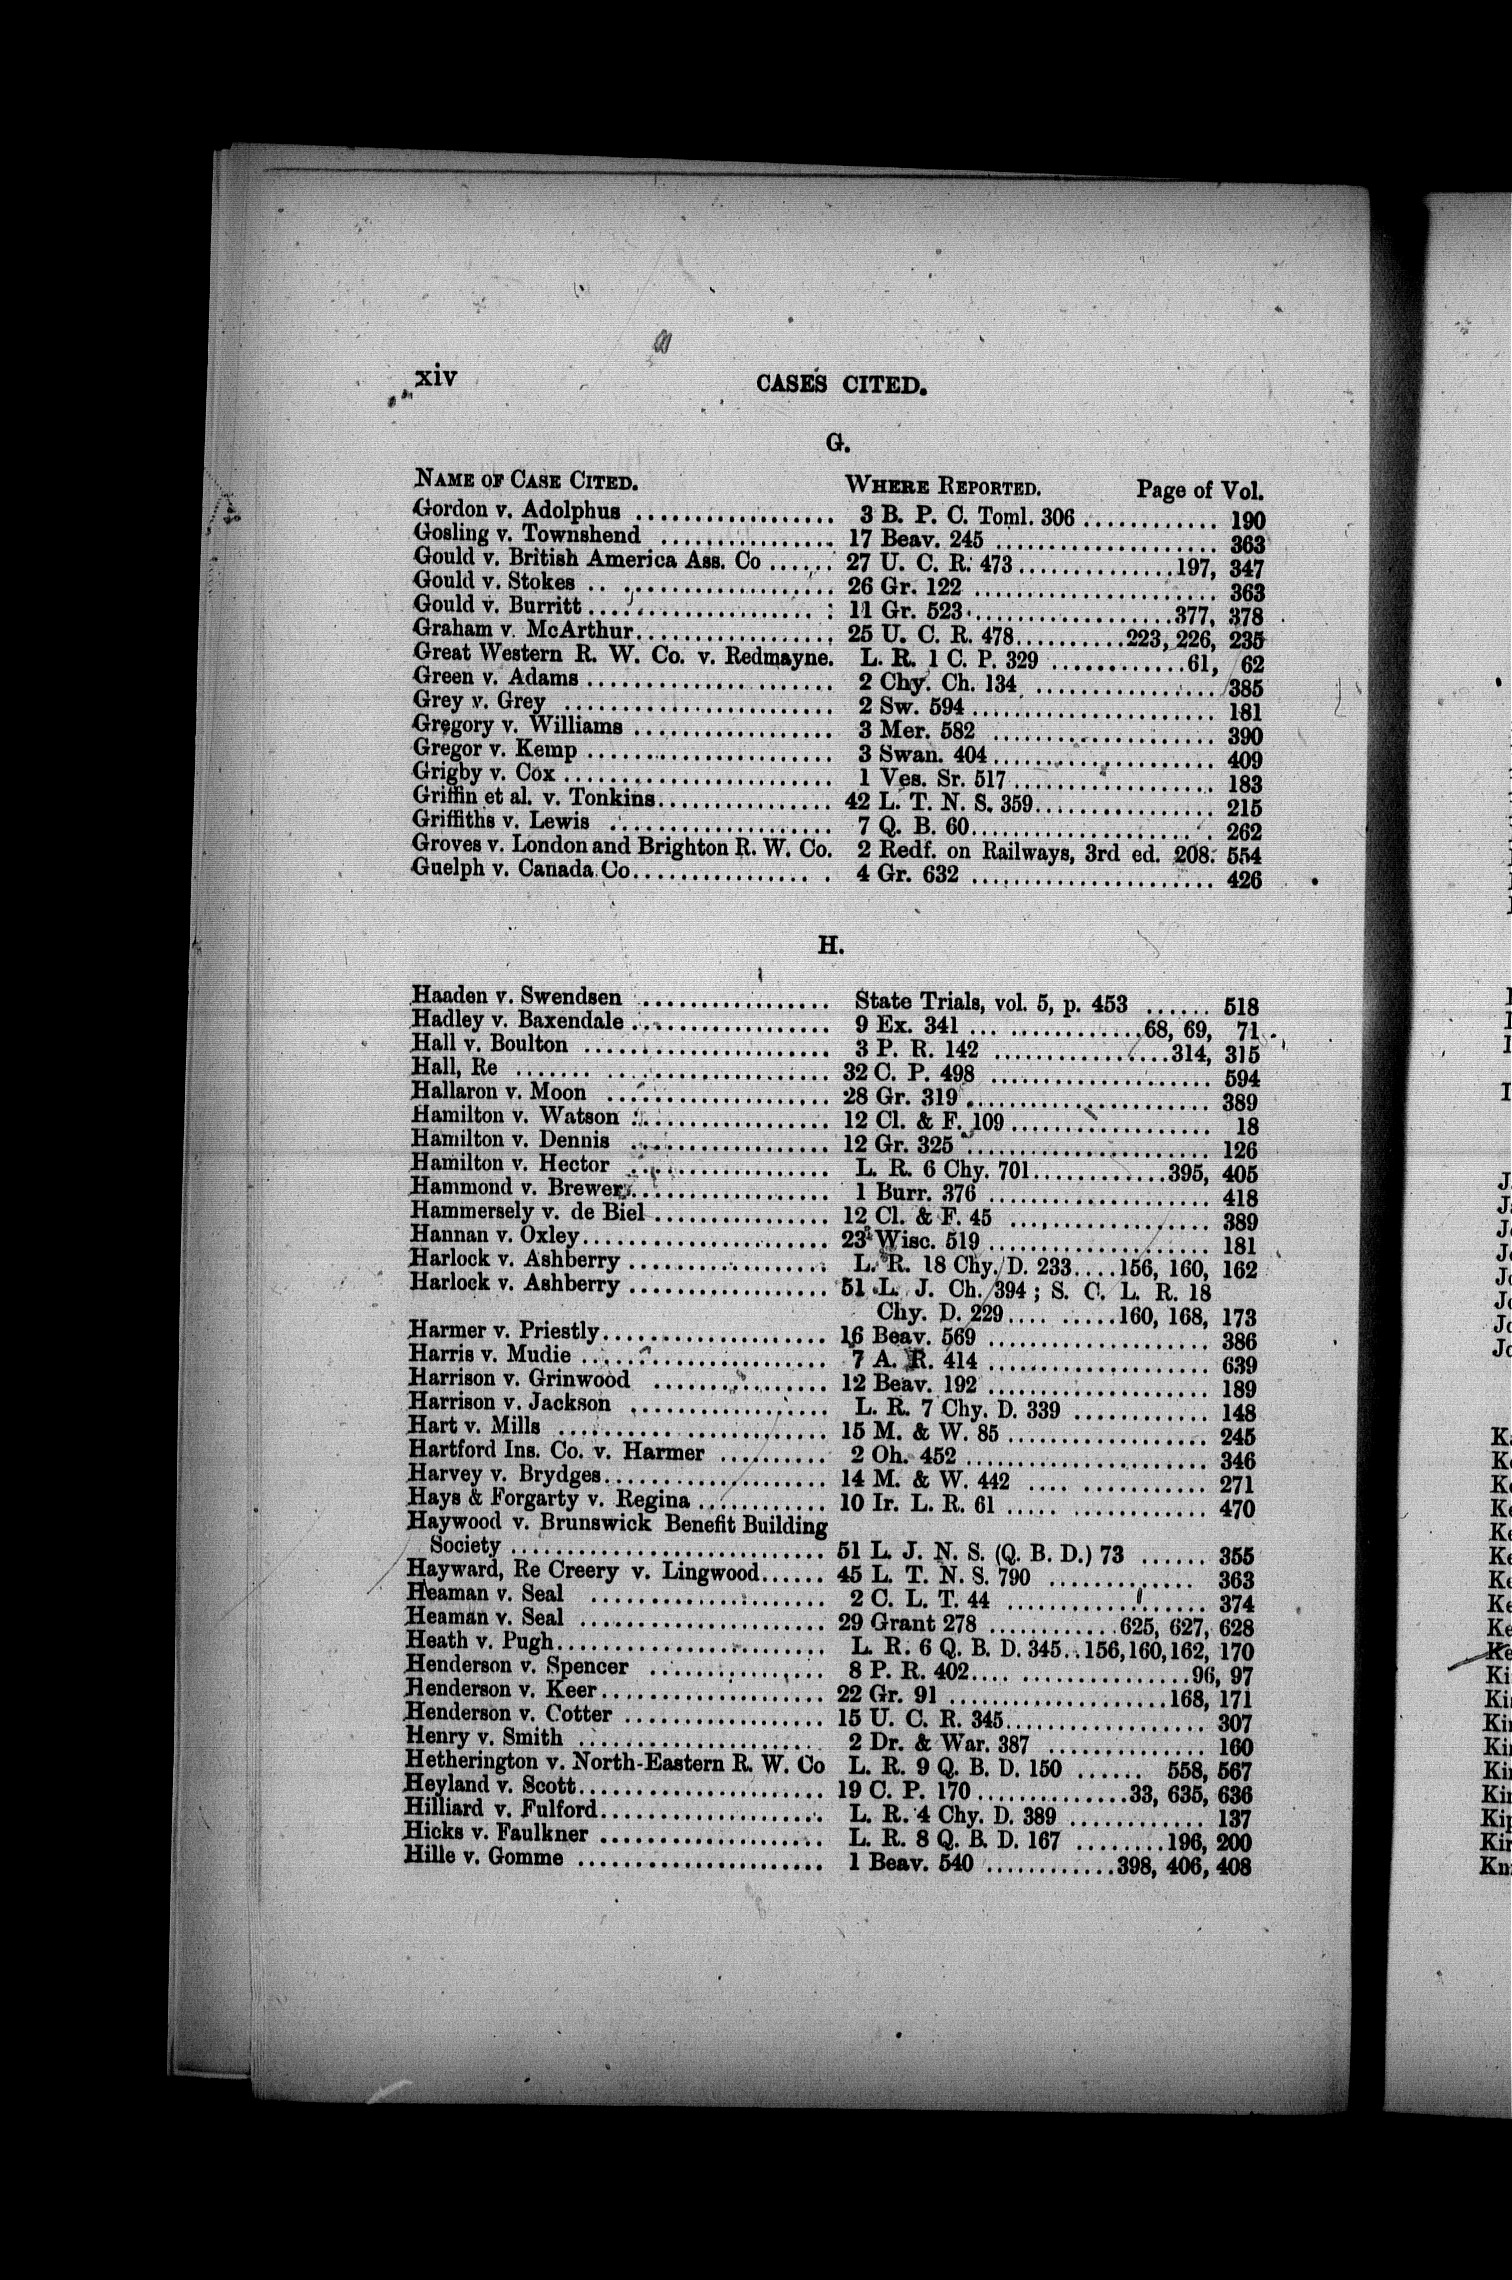 xiv CASES CITED.
G.
NAME OF CASE CITED. WHERE REPORTED. Page of Vol.
Gordon v. Adolphus .................. 3 B. P. C. Toml. 306 ............ 190
Gosling v. Townshend ............... 17 Beav. 245 .................... 363
Gould v. British America Ass. Co ...... 27 U. C. R. 473 .............. 197, 347
Gould v. Stokes .. .................. 26 Gr. 122 ...................... 363
Gould v. Burritt .................... : 11 Gr. 523 .................. 377, 378
Graham v. McArthur.................. 25 U. C. R. 478.......... 223, 226, 235
Great Western R. W. Co. v. Redmayne. L. R. 1 C. P. 329 ............ 61, 62
Green v. Adams ...................... 2 Chy. Ch. 134 ................ 385
Grey v. Grey ........................ 2 Sw. 594 ...................... 181
Gregory v. Williams .................. 3 Mer. 582 .................... 390
Gregor v. Kemp ...................... 3 Swan. 404 .................... 409
Grigby v. Cox ........................ 1 Ves. Sr. 517 .................. 183
Griffin et al. v. Tonkins............... 42 L. T. N. S. 359................ 215
Griffiths v. Lewis .................... 7 Q. B. 60...................... 262
Groves v. London and Brighton R. W. Co. 2 Redf. on Railways, 3rd ed. 208. 554
Guelph v. Canada Co................ . 4 Gr. 632 ...................... 426
H.
Haaden v. Swendsen ................. State Trials, vol. 5, p. 453 ...... 518
Hadley v. Baxendale .................. 9 Ex. 341 ... ............ 68, 69, 71
Hall v. Boulton ...................... 3 P. R. 142 ................ 314, 315
Hall, Re ....... .................... 32 C. P. 498 .................... 594
Hallaron v. Moon .................... 28 Gr. 319 ...................... 389
Hamilton v. Watson .................. 12 Cl. & F. 109 .................. 18
Hamilton v. Dennis .................. 12 Gr. 325 ...................... 126
Hamilton v. Hector .................. L. R. 6 Chy. 701............ 395, 405
Hammond v. Brewer.................. 1 Burr. 376 .................... 418
Hammersely v. de Biel ................ 12 Cl. & F. 45 .................. 389
Hannan v. Oxley...................... 23 Wisc. 519 .................... 181
Harlock v. Ashberry .................. L. R. 18 Chy. D. 233.... 156, 160, 162
Harlock v. Ashberry .................. 51 L. J. Ch. 394 ; S. C. L. R. 18
Chy. D. 229.... ..... 160, 168, 173
Harmer v. Priestly.................... 16 Beav. 569 .................... 386
Harris v. Mudie ...................... 7 A. R. 414 .................... 639
Harrison v. Grinwood ................ 12 Beav. 192 .................... 189
Harrison v. Jackson .................. L. R. 7 Chy. D. 339 ............ 148
Hart v. Mills ........................ 15 M. & W. 85 .................. 245
Hartford Ins. Co. v. Harmer .......... 2 Oh. 452 ...................... 346
Harvey v. Brydges.................... 14 M. & W. 442 .... ............ 271
Hays & Forgarty v. Regina ............ 10 Ir. L. R. 61 ..... ............ 470
Haywood v. Brunswick Benefit Building
Society ............................ 51 L. J. N. S. (Q. B. D.) 73 ...... 355
Hayward, Re Creery v. Lingwood...... 45 L. T. N. S. 790 ............. 363
Heaman v. Seal ...................... 2 C. L. T. 44 .................. 374
Heaman v. Seal ...................... 29 Grant 278 ............ 625, 627, 628
Heath v. Pugh........................ L. R. 6 Q. B. D. 345.. 156,160,162, 170
Henderson v. Spencer ................ 8 P. R. 402.... ................ 96, 97
Henderson v. Keer.................... 22 Gr. 91 .................... 168, 171
Henderson v. Cotter .................. 15 U. C. R. 345.................. 307
Henry v. Smith ...................... 2 Dr. & War. 387 .............. 160
Hetherington v. North-Eastern R. W. Co L. R. 9 Q. B. D. 150 ...... 558, 567
Heyland v. Scott...................... 19 C. P. 170 .............. 33, 635, 636
Hilliard v. Fulford.................... L. R. 4 Chy. D. 389 ............ 137
Hicks v. Faulkner .................... L. R. 8 Q. B. D. 167 ........ 196, 200
Hille v. Gomme ...................... 1 Beav. 540 ............ 398, 406, 408